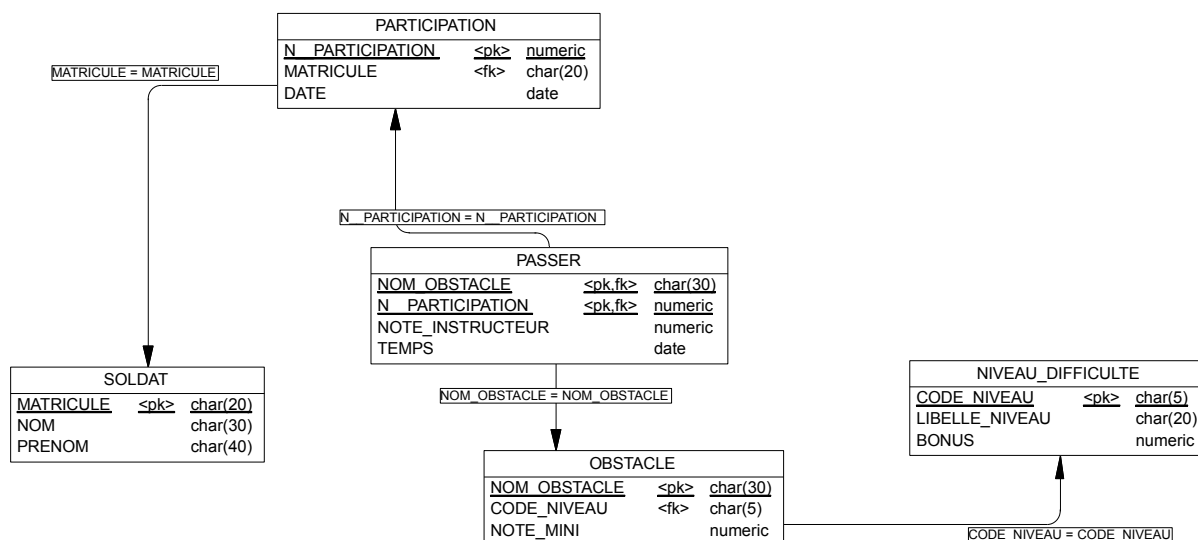 PARTICIPATION
N__PARTICIPATION <pk> numeric
MATRICULE <fk> char(20)
DATE date
MATRICULE = MATRICULE
N__PARTICIPATION = N__PARTICIPATION
PASSER
NOM_OBSTACLE <pk,fk> char(30)
N__PARTICIPATION <pk,fk> numeric
NOTE_INSTRUCTEUR numeric
TEMPS date
SOLDAT
MATRICULE <pk> char(20)
NOM char(30)
PRENOM char(40)
NOM_OBSTACLE = NOM_OBSTACLE
NIVEAU_DIFFICULTE
CODE_NIVEAU <pk> char(5)
LIBELLE_NIVEAU char(20)
BONUS numeric
OBSTACLE
NOM_OBSTACLE <pk> char(30)
CODE_NIVEAU <fk> char(5)
NOTE_MINI numeric
CODE_NIVEAU = CODE_NIVEAU